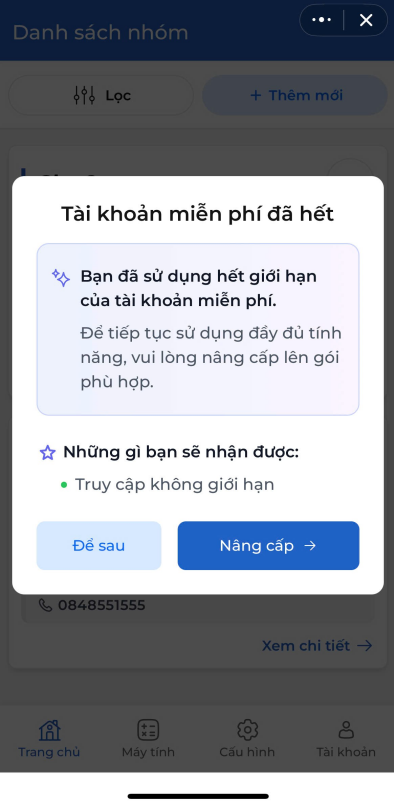 Danh sách nhóm
Lọc
+ Thêm mới
Tài khoản miễn phí đã hết
Bạn đã sử dụng hết giới hạn
của tài khoản miễn phí.
Để tiếp tục sử dụng đầy đủ tính
năng, vui lòng nâng cấp lên gói
phù hợp.
Những gì bạn sẽ nhận được:
Truy cập không giới hạn
Để sau
Nâng cấp →
0848551555
Xem chi tiết →
Trang chủ
Máy tính
Cấu hình
Tài khoản